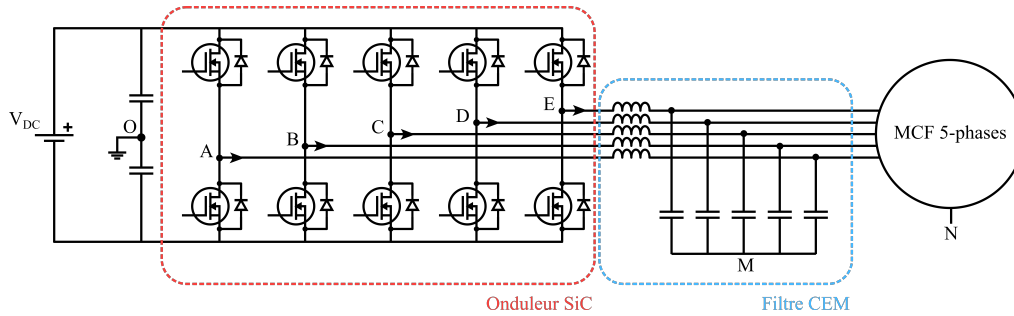 V_DC
O
A
B
C
D
E
MCF 5-phases
N
M
Onduleur SiC
Filtre CEM